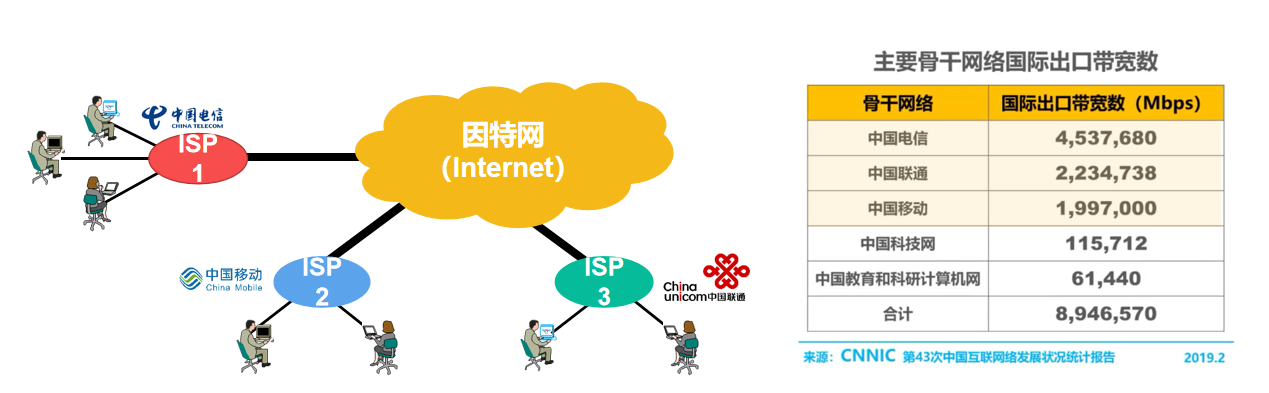 中国电信
CHINA TELECOM
ISP
1
因特网
(Internet)
中国移动
China Mobile
ISP
2
ISP
3
China
unicom中国联通
主要骨干网络国际出口带宽数
骨干网络 国际出口带宽数（Mbps）
中国电信 4,537,680
中国联通 2,234,738
中国移动 1,997,000
中国科技网 115,712
中国教育和科研计算机网 61,440
合计 8,946,570
来源：CNNIC 第43次中国互联网络发展状况统计报告 2019.2